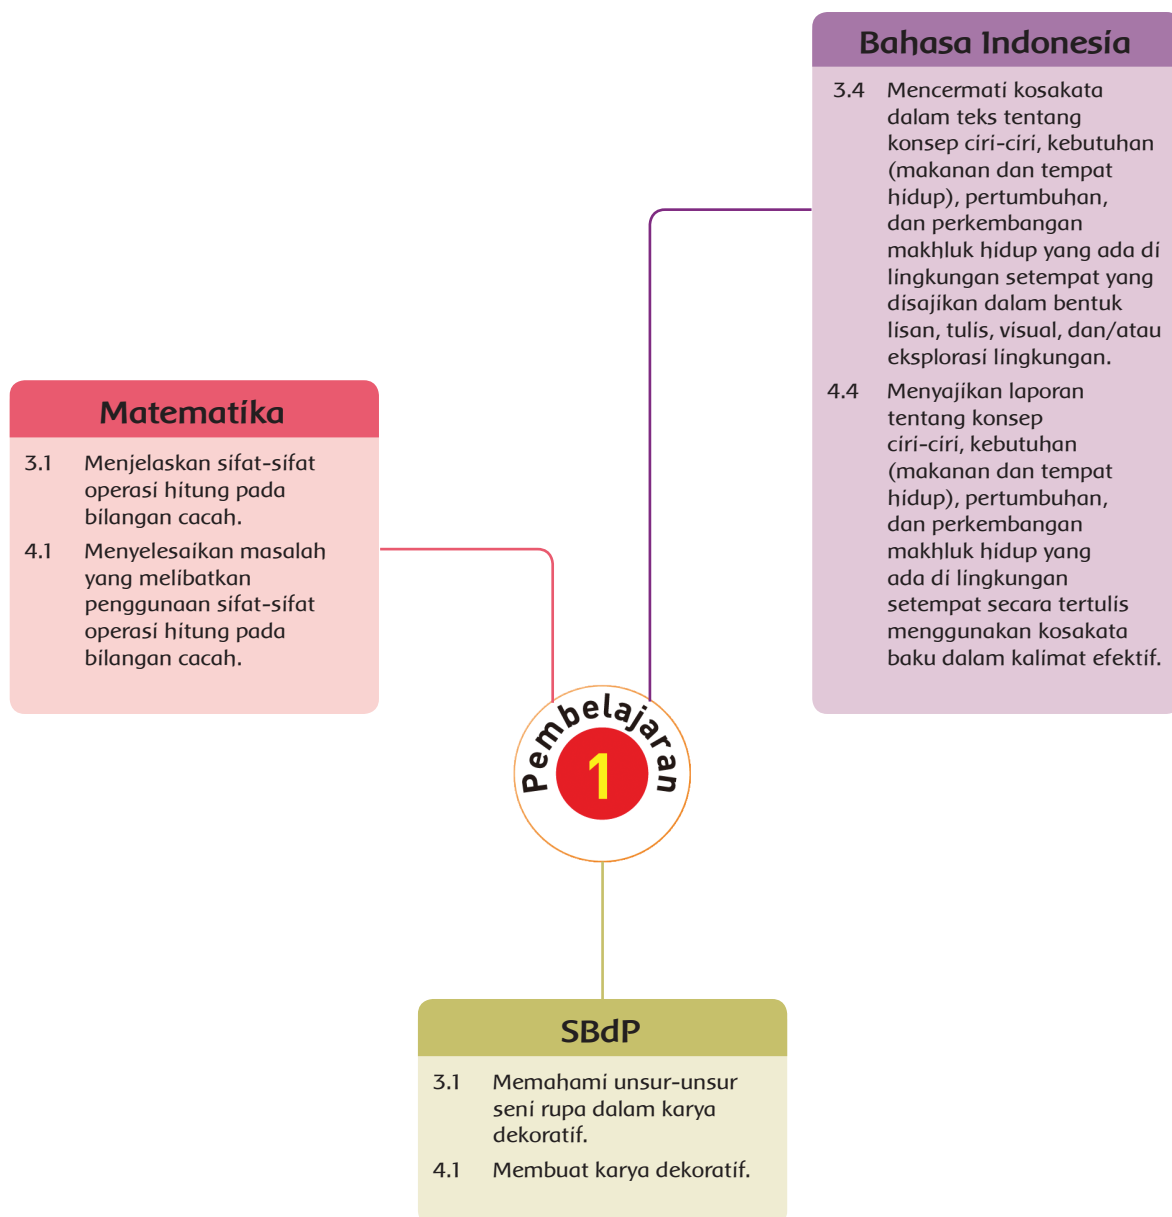 Bahasa Indonesia
3.4 Mencermati kosakata
dalam teks tentang
konsep ciri-ciri, kebutuhan
(makanan dan tempat
hidup), pertumbuhan,
dan perkembangan
makhluk hidup yang ada di
lingkungan setempat yang
disajikan dalam bentuk
lisan, tulis, visual, dan/atau
eksplorasi lingkungan.
4.4 Menyajikan laporan
tentang konsep
ciri-ciri, kebutuhan
(makanan dan tempat
hidup), pertumbuhan,
dan perkembangan
makhluk hidup yang
ada di lingkungan
setempat secara tertulis
menggunakan kosakata
baku dalam kalimat efektif.
Matematika
3.1 Menjelaskan sifat-sifat
operasi hitung pada
bilangan cacah.
4.1 Menyelesaikan masalah
yang melibatkan
penggunaan sifat-sifat
operasi hitung pada
bilangan cacah.
Pembelajaran
1
SBdP
3.1 Memahami unsur-unsur
seni rupa dalam karya
dekoratif.
4.1 Membuat karya dekoratif.